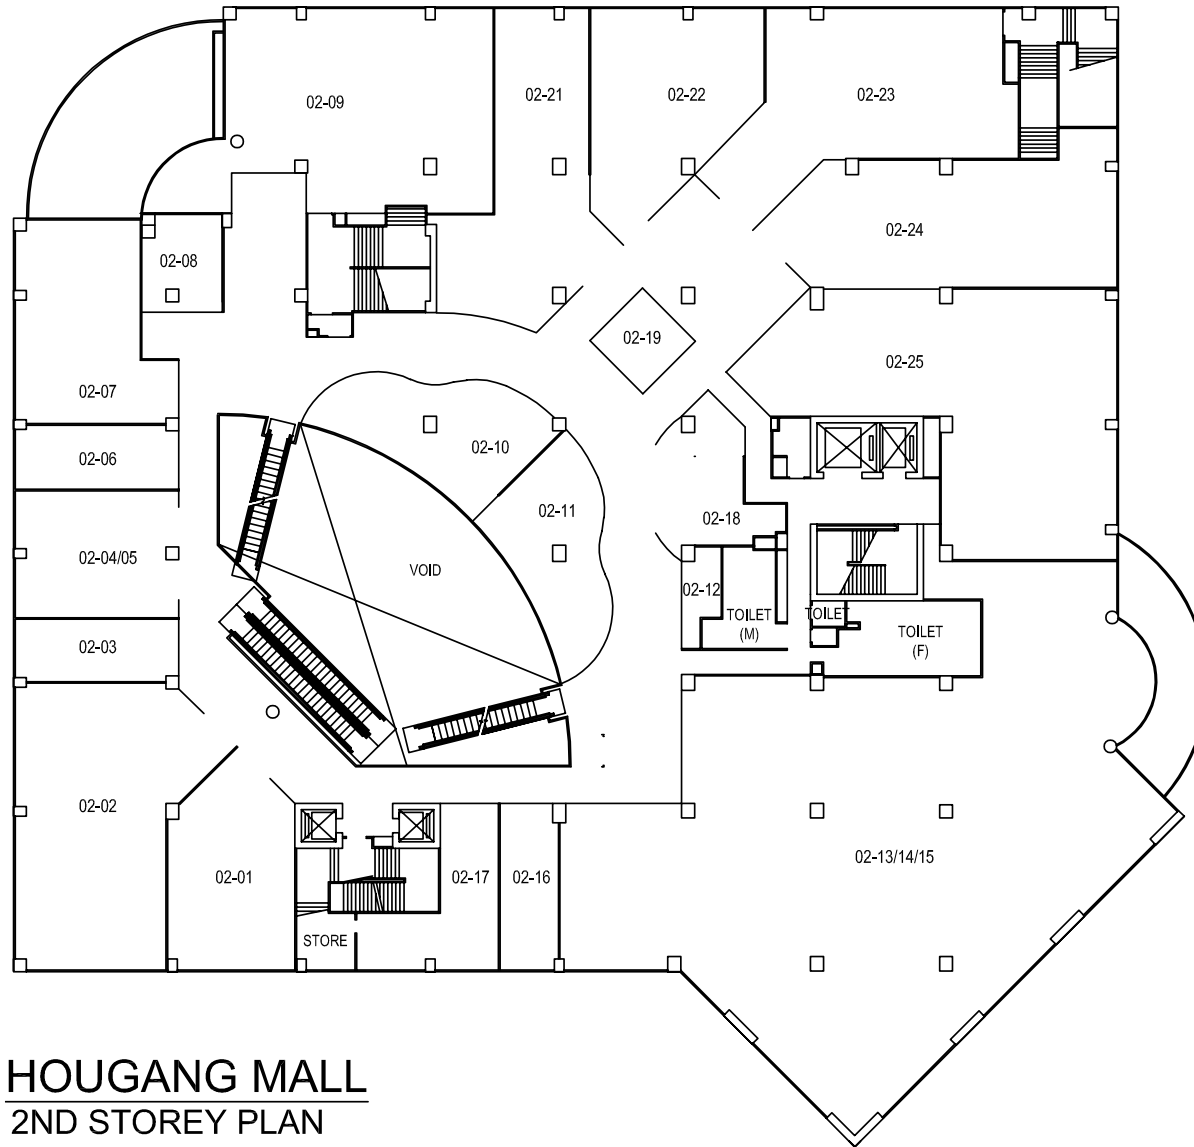 02-09
02-21
02-22
02-23
02-24
02-08
02-19
02-25
02-07
02-10
02-06
02-11
02-18
02-04/05
VOID
02-12
TOILET
(M)
TOILET
TOILET
(F)
02-03
02-02
02-01
02-17
02-16
02-13/14/15
STORE
HOUGANG MALL
2ND STOREY PLAN